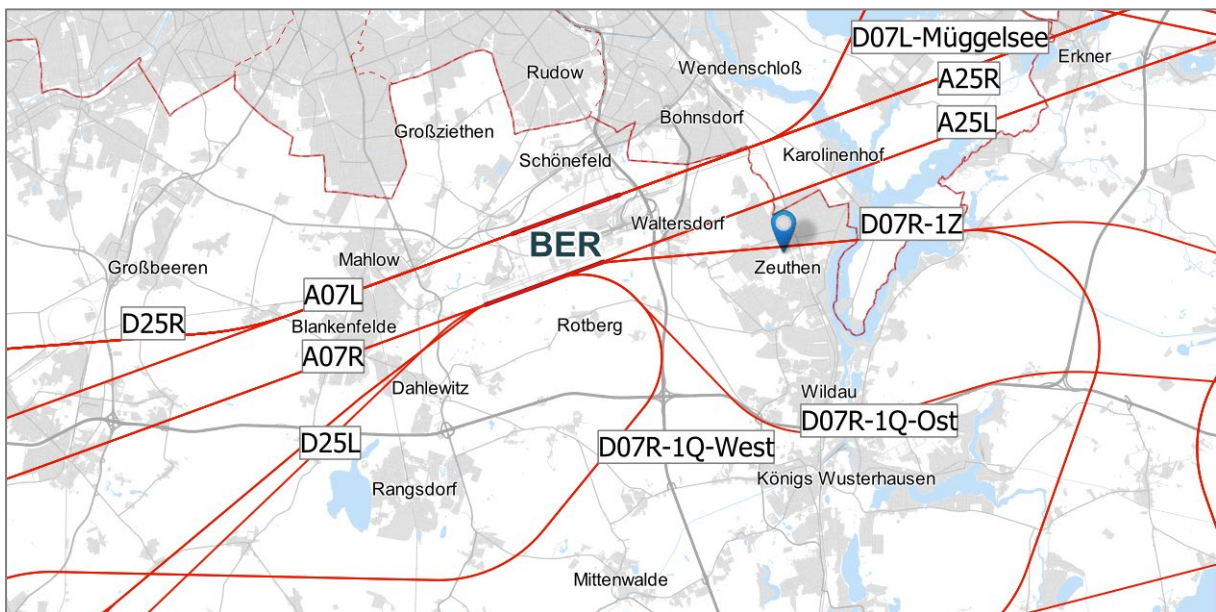 D07L-Müggelsee
Erkner
Rudow
Wendenschloß
A25R
Großziethen
Bohnsdorf
A25L
Schönefeld
Karolinenhof
Waltersdorf
D07R-1Z
BER
Großbeeren
Mahlow
Zeuthen
A07L
D25R
Blankenfelde
Rotberg
A07R
Dahlewitz
Wildau
D07R-1Q-Ost
D25L
D07R-1Q-West
Königs Wusterhausen
Rangsdorf
Mittenwalde